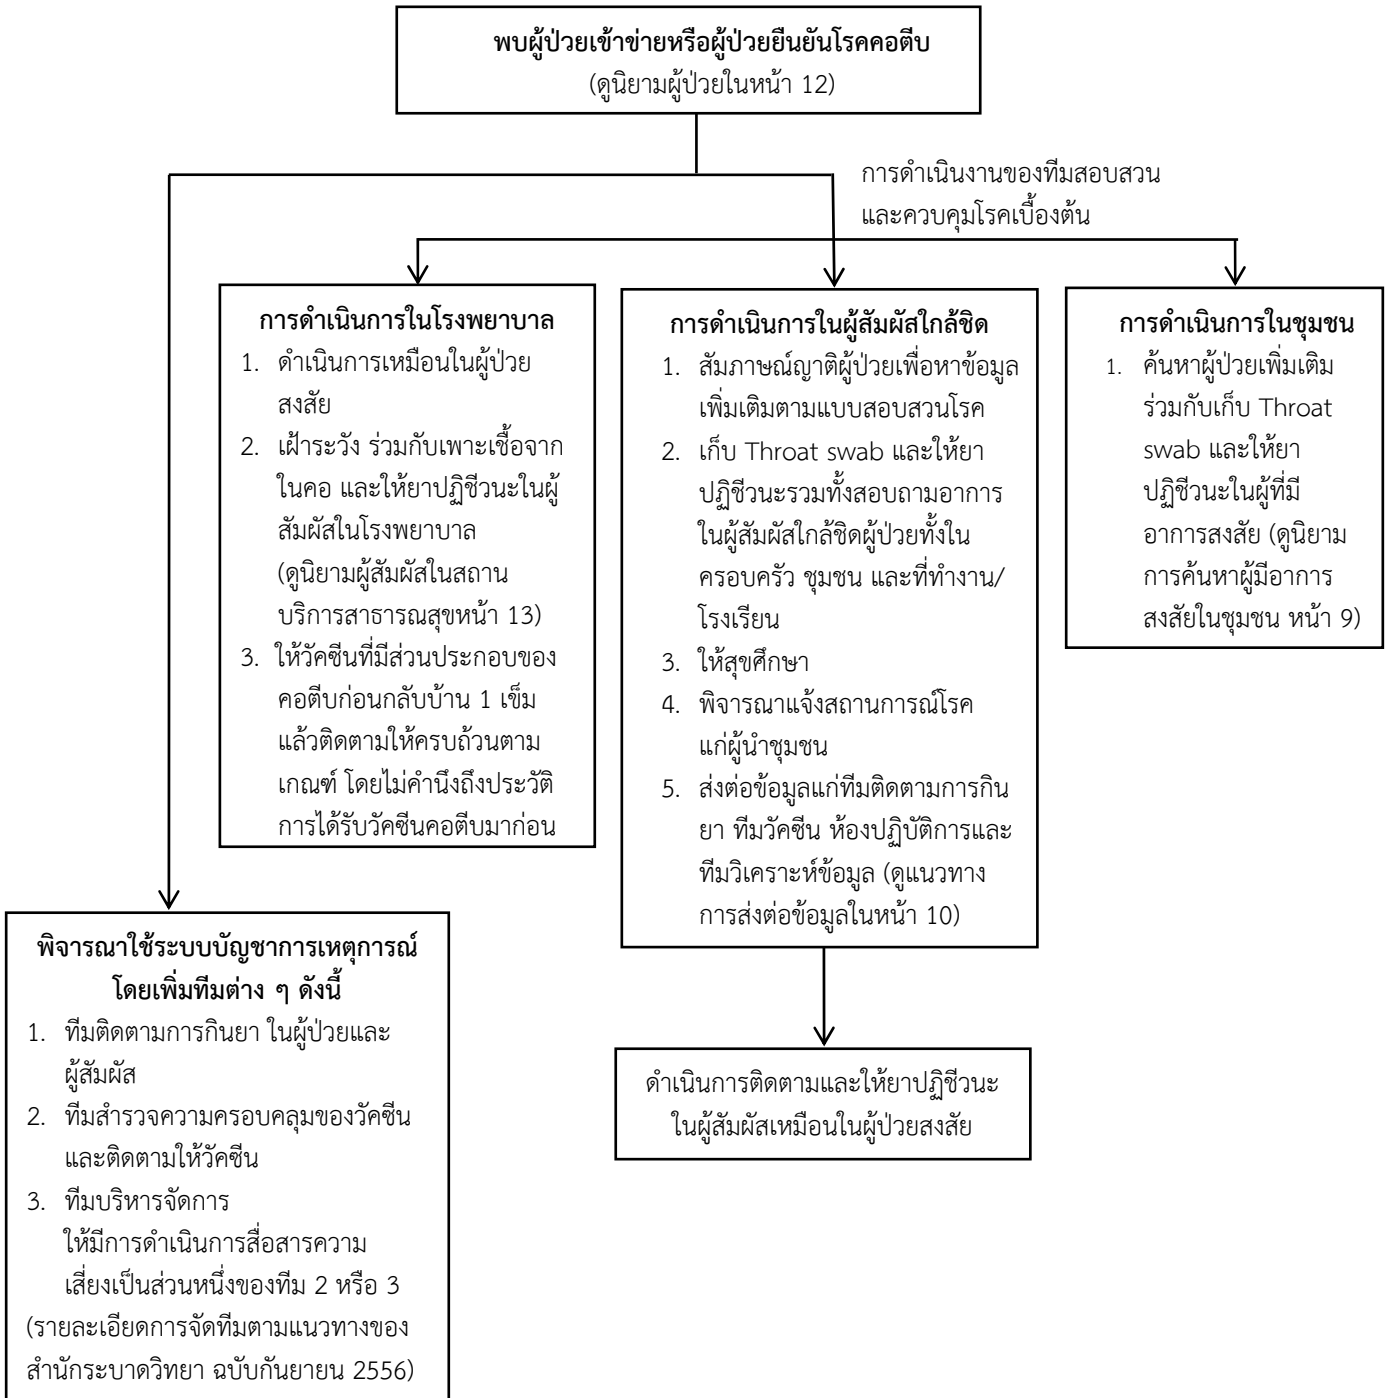 พบผู้ป่วยเข้าข่ายหรือผู้ป่วยยืนยันโรคคอตีบ
(ดูนิยามผู้ป่วยในหน้า 12)
การดำเนินงานของทีมสอบสวน
และควบคุมโรคเบื้องต้น
การดำเนินการในโรงพยาบาล
1. ดำเนินการเหมือนในผู้ป่วย
สงสัย
2. เฝ้าระวัง ร่วมกับเพาะเชื้อจาก
ในคอ และให้ยาปฏิชีวนะในผู้
สัมผัสในโรงพยาบาล
(ดูนิยามผู้สัมผัสในสถาน
บริการสาธารณสุขหน้า 13)
3. ให้วัคซีนที่มีส่วนประกอบของ
คอตีบก่อนกลับบ้าน 1 เข็ม
แล้วติดตามให้ครบถ้วนตาม
เกณฑ์ โดยไม่คำนึงถึงประวัติ
การได้รับวัคซีนคอตีบมาก่อน
การดำเนินการในผู้สัมผัสใกล้ชิด
1. สัมภาษณ์ญาติผู้ป่วยเพื่อหาข้อมูล
เพิ่มเติมตามแบบสอบสวนโรค
2. เก็บ Throat swab และให้ยา
ปฏิชีวนะรวมทั้งสอบถามอาการ
ในผู้สัมผัสใกล้ชิดผู้ป่วยทั้งใน
ครอบครัว ชุมชน และที่ทำงาน/
โรงเรียน
3. ให้สุขศึกษา
4. พิจารณาแจ้งสถานการณ์โรค
แก่ผู้นำชุมชน
5. ส่งต่อข้อมูลแก่ทีมติดตามการกิน
ยา ทีมวัคซีน ห้องปฏิบัติการและ
ทีมวิเคราะห์ข้อมูล (ดูแนวทาง
การส่งต่อข้อมูลในหน้า 10)
การดำเนินการในชุมชน
1. ค้นหาผู้ป่วยเพิ่มเติม
ร่วมกับเก็บ Throat
swab และให้ยา
ปฏิชีวนะในผู้ที่มี
อาการสงสัย (ดูนิยาม
การค้นหาผู้มีอาการ
สงสัยในชุมชน หน้า 9)
พิจารณาใช้ระบบบัญชาการเหตุการณ์
โดยเพิ่มทีมต่าง ๆ ดังนี้
1. ทีมติดตามการกินยา ในผู้ป่วยและ
ผู้สัมผัส
2. ทีมสำรวจความครอบคลุมของวัคซีน
และติดตามให้วัคซีน
3. ทีมบริหารจัดการ
ให้มีการดำเนินการสื่อสารความ
เสี่ยงเป็นส่วนหนึ่งของทีม 2 หรือ 3
(รายละเอียดการจัดทีมตามแนวทางของ
สำนักระบาดวิทยา ฉบับกันยายน 2556)
ดำเนินการติดตามและให้ยาปฏิชีวนะ
ในผู้สัมผัสเหมือนในผู้ป่วยสงสัย